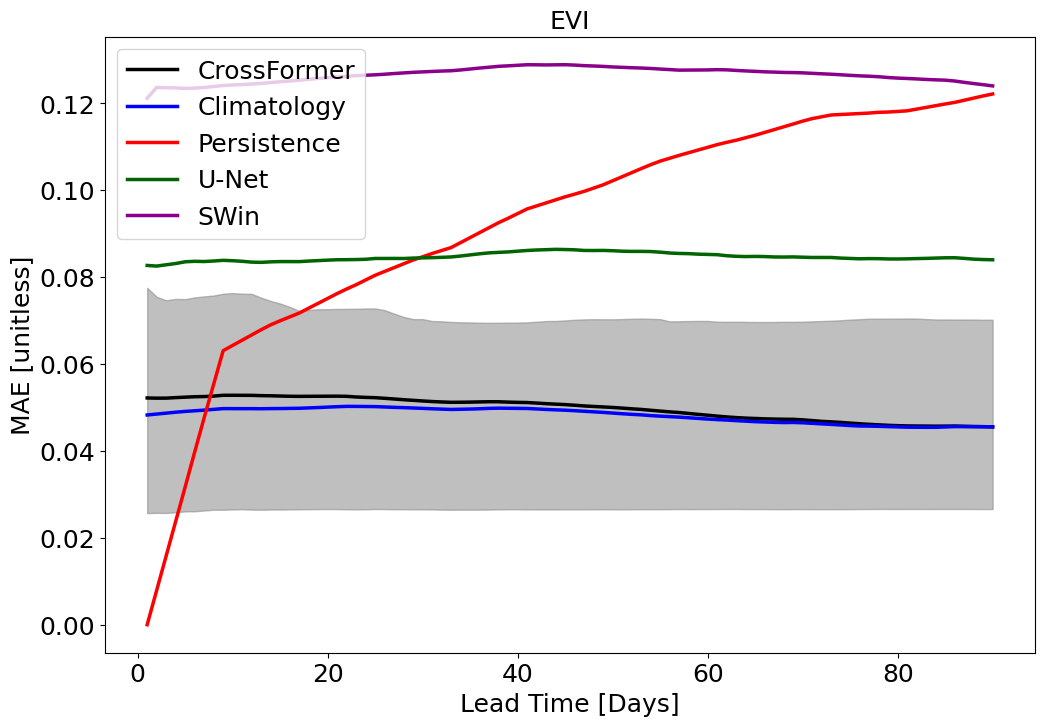 EVI
CrossFormer
Climatology
Persistence
U-Net
SWin
MAE [unitless]
0.12
0.10
0.08
0.06
0.04
0.02
0.00
0 20 40 60 80
Lead Time [Days]